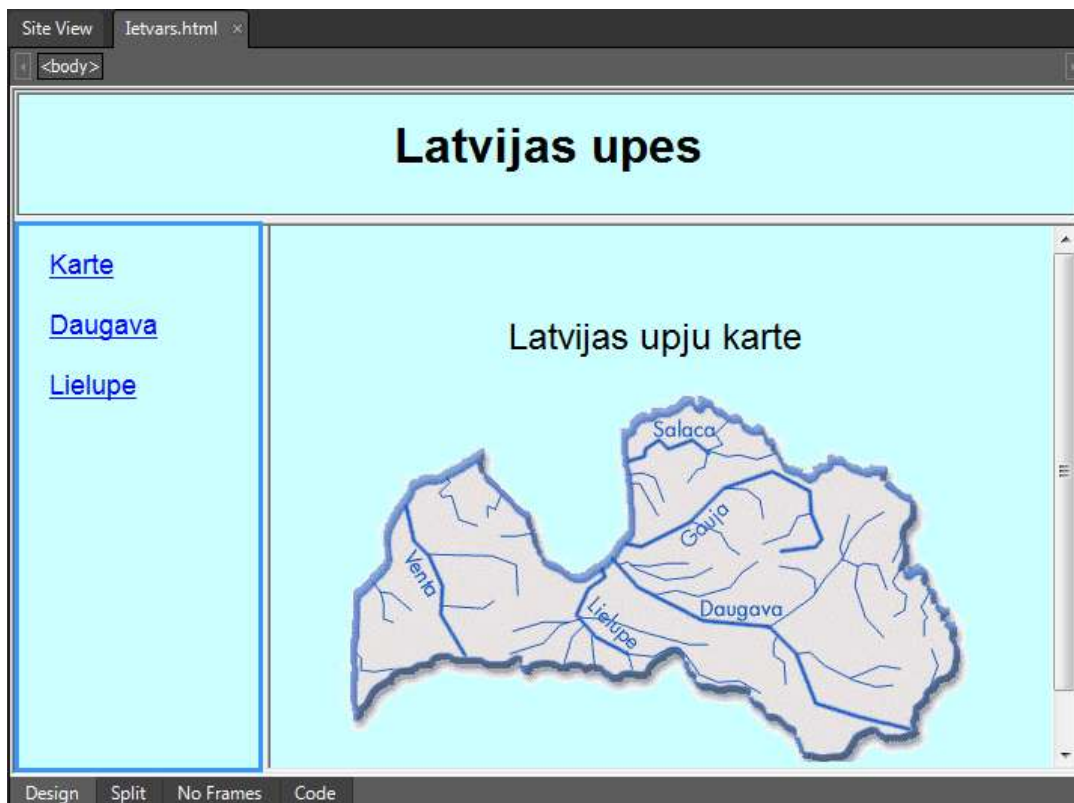 Site View Ietvars.html ×
<body>
Latvijas upes
Karte
Daugava
Lielupe
Latvijas upju karte
Salaca
Gauja
Venta
Lielupe
Daugava
Design Split No Frames Code